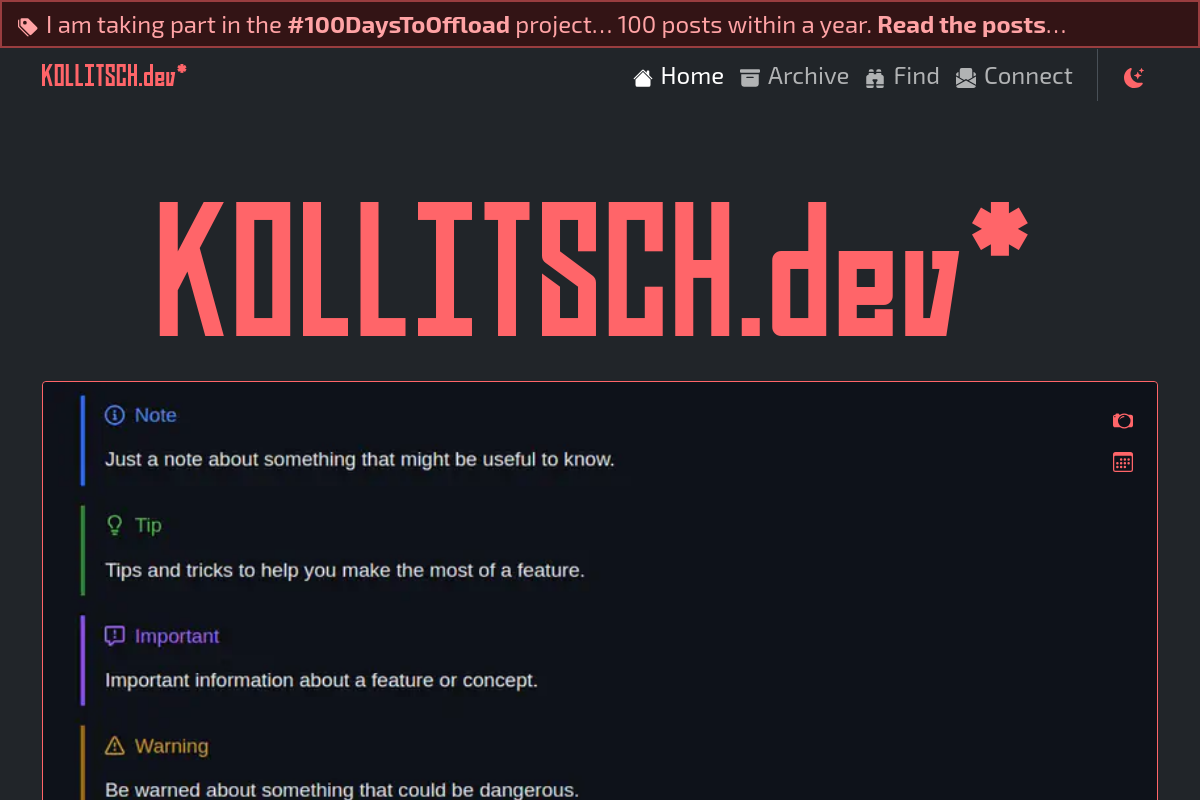 I am taking part in the #100DaysToOffload project… 100 posts within a year. Read the posts…
KOLLITSCH.dev*
Home Archive Find Connect
KOLLITSCH.dev*
Note
Just a note about something that might be useful to know.
Tip
Tips and tricks to help you make the most of a feature.
Important
Important information about a feature or concept.
Warning
Be warned about something that could be dangerous.